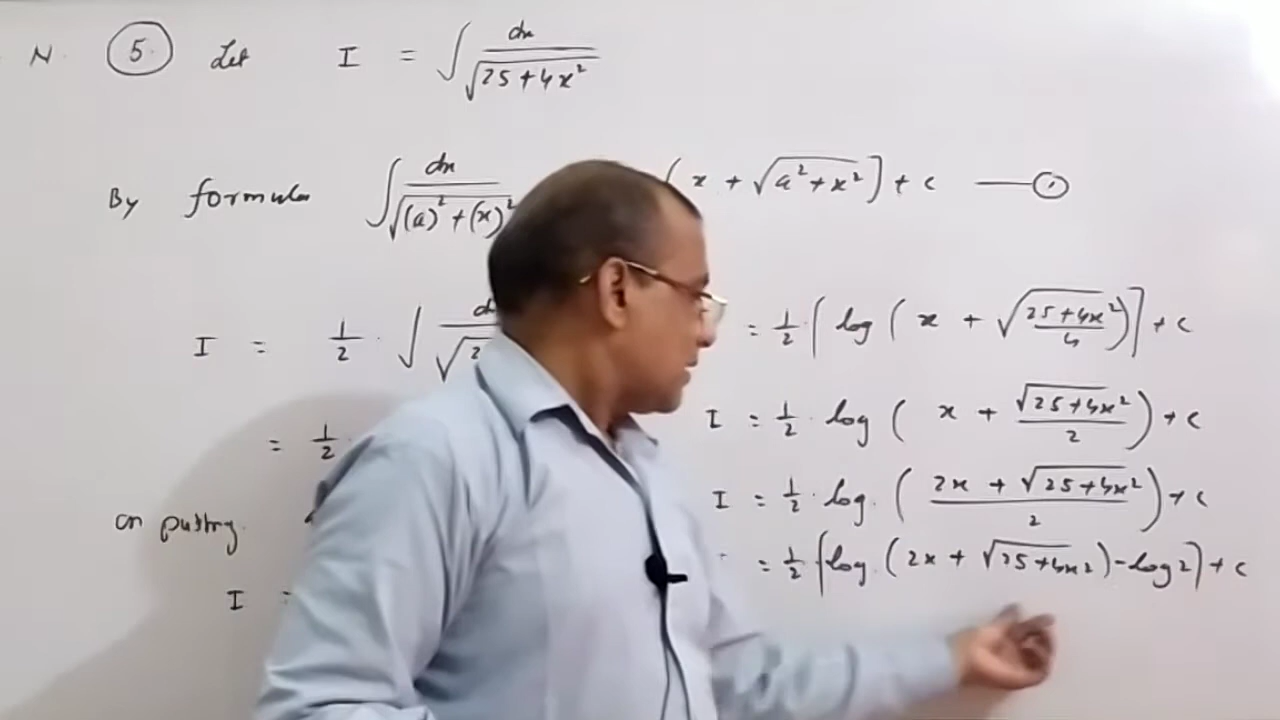 N. 5. Let I = ∫ dx / √25+4x²
By formula ∫ dx / √(a)²+(x)² ( x + √a²+x² ] + c — 1
I = 1/2 · ∫ d / √2
= 1/2
on putting
I =
= 1/2 [ log ( x + √(25+4x² / 4) ) ] + c
I = 1/2 · log ( x + √25+4x² / 2 ) + c
I = 1/2 · log. ( 2x + √25+4x² / 2 ) + c
= 1/2 [ log. ( 2x + √25+4x² ) - log 2 ] + c